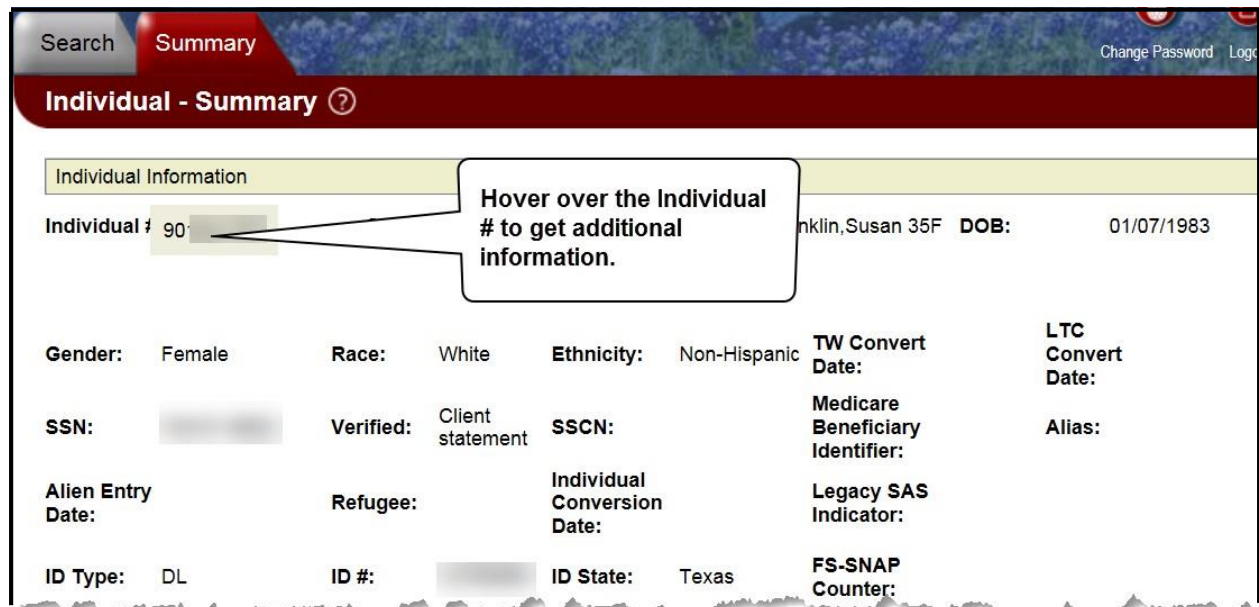 Search Summary
Change Password
Individual - Summary ?
Individual Information
Individual # 90 nklin,Susan 35F DOB: 01/07/1983
Hover over the Individual
# to get additional
information.
Gender: Female Race: White Ethnicity: Non-Hispanic TW Convert
Date: LTC
Convert
Date:
SSN: Verified: Client
statement SSCN: Medicare
Beneficiary
Identifier: Alias:
Alien Entry
Date: Refugee: Individual
Conversion
Date: Legacy SAS
Indicator:
ID Type: DL ID #: ID State: Texas FS-SNAP
Counter: